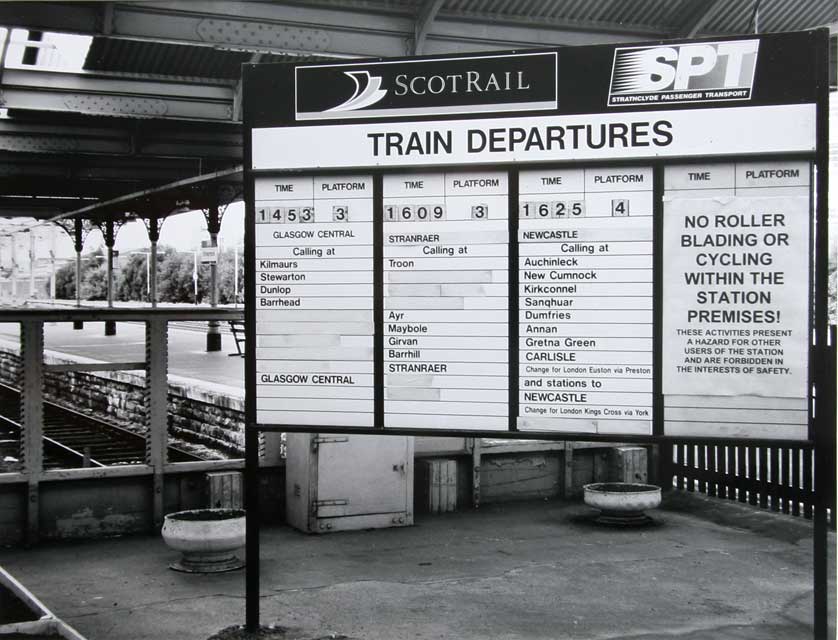 SCOTRAIL
SPT
STRATHCLYDE PASSENGER TRANSPORT
TRAIN DEPARTURES
TIME PLATFORM
1453 3
GLASGOW CENTRAL
Calling at
Kilmaurs
Stewarton
Dunlop
Barrhead
GLASGOW CENTRAL
TIME PLATFORM
1609 3
STRANRAER
Calling at
Troon
Ayr
Maybole
Girvan
Barrhill
STRANRAER
TIME PLATFORM
1625 4
NEWCASTLE
Calling at
Auchinleck
New Cumnock
Kirkconnel
Sanquhar
Dumfries
Annan
Gretna Green
CARLISLE
Change for London Euston via Preston
and stations to
NEWCASTLE
Change for London Kings Cross via York
TIME PLATFORM
NO ROLLER
BLADING OR
CYCLING
WITHIN THE
STATION
PREMISES!
THESE ACTIVITIES PRESENT
A HAZARD FOR OTHER
USERS OF THE STATION
AND ARE FORBIDDEN IN
THE INTERESTS OF SAFETY.